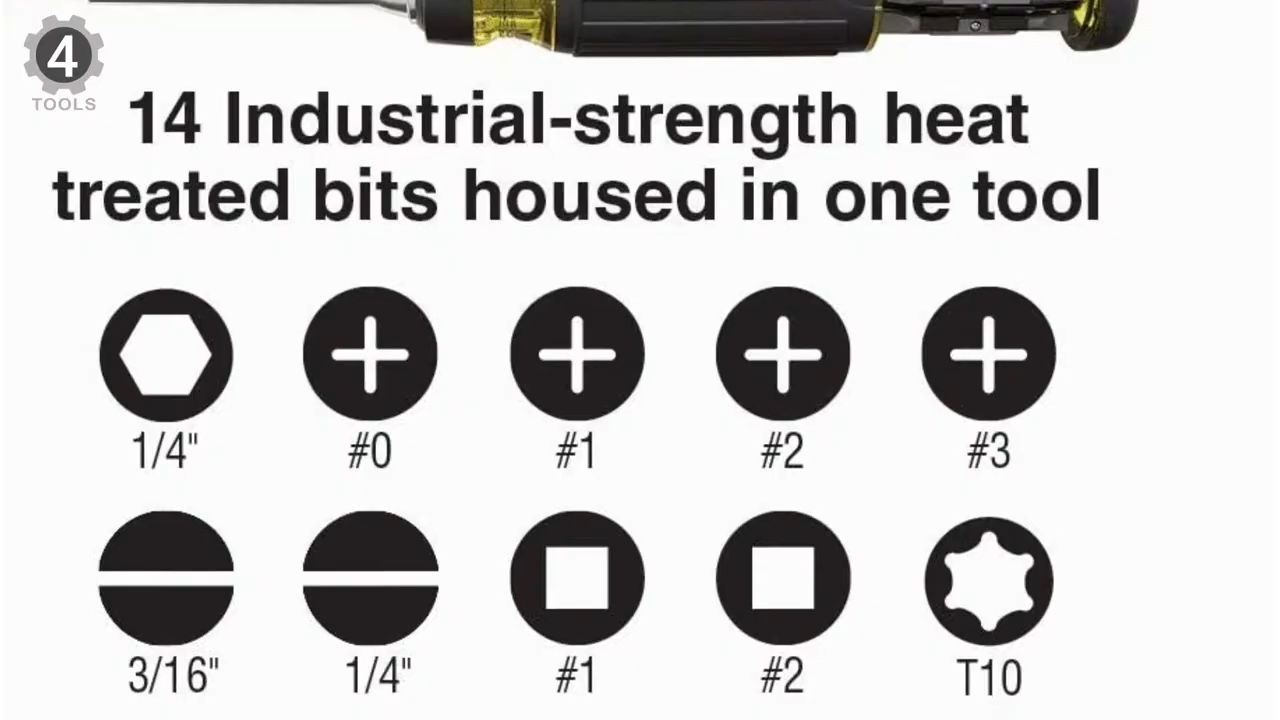 4
TOOLS
14 Industrial-strength heat
treated bits housed in one tool
1/4" #0 #1 #2 #3
3/16" 1/4" #1 #2 T10